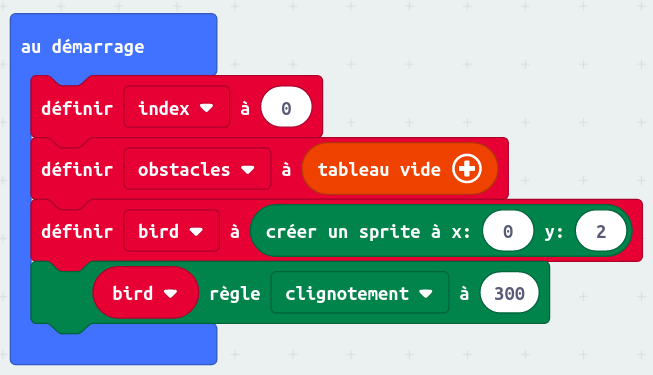 au démarrage
définir index à 0
définir obstacles à tableau vide
définir bird à créer un sprite à x: 0 y: 2
bird règle clignotement à 300